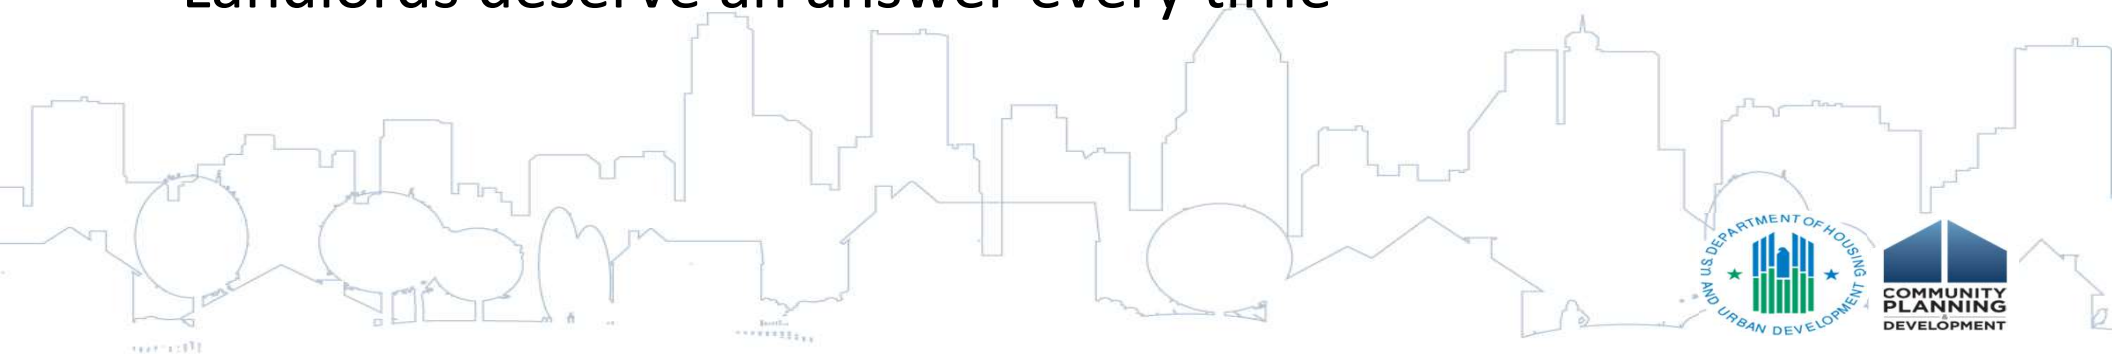 Landlords deserve an answer every time
U.S. DEPARTMENT OF HOUSING
AND URBAN DEVELOPMENT
COMMUNITY
PLANNING
&
DEVELOPMENT